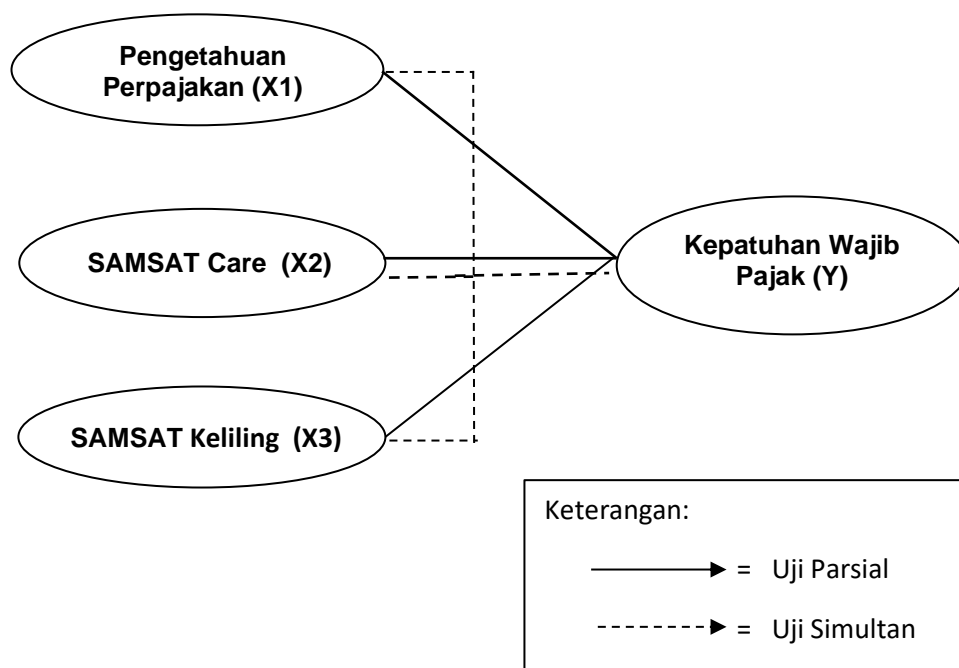 Pengetahuan
Perpajakan (X1)
SAMSAT Care (X2)
Kepatuhan Wajib
Pajak (Y)
SAMSAT Keliling (X3)
Keterangan:
= Uji Parsial
= Uji Simultan